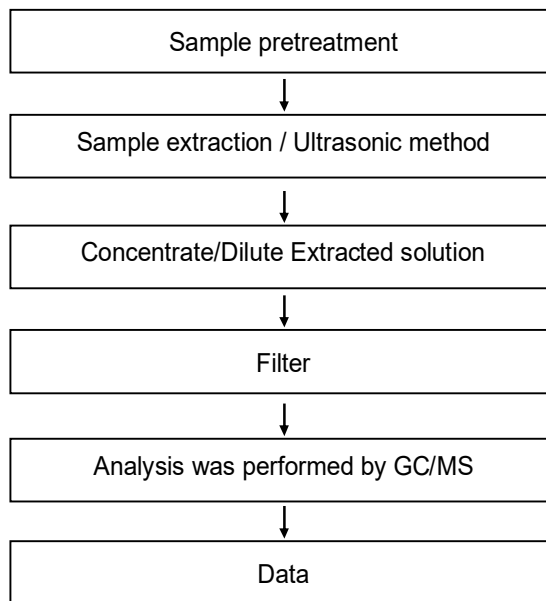 Sample pretreatment
Sample extraction / Ultrasonic method
Concentrate/Dilute Extracted solution
Filter
Analysis was performed by GC/MS
Data